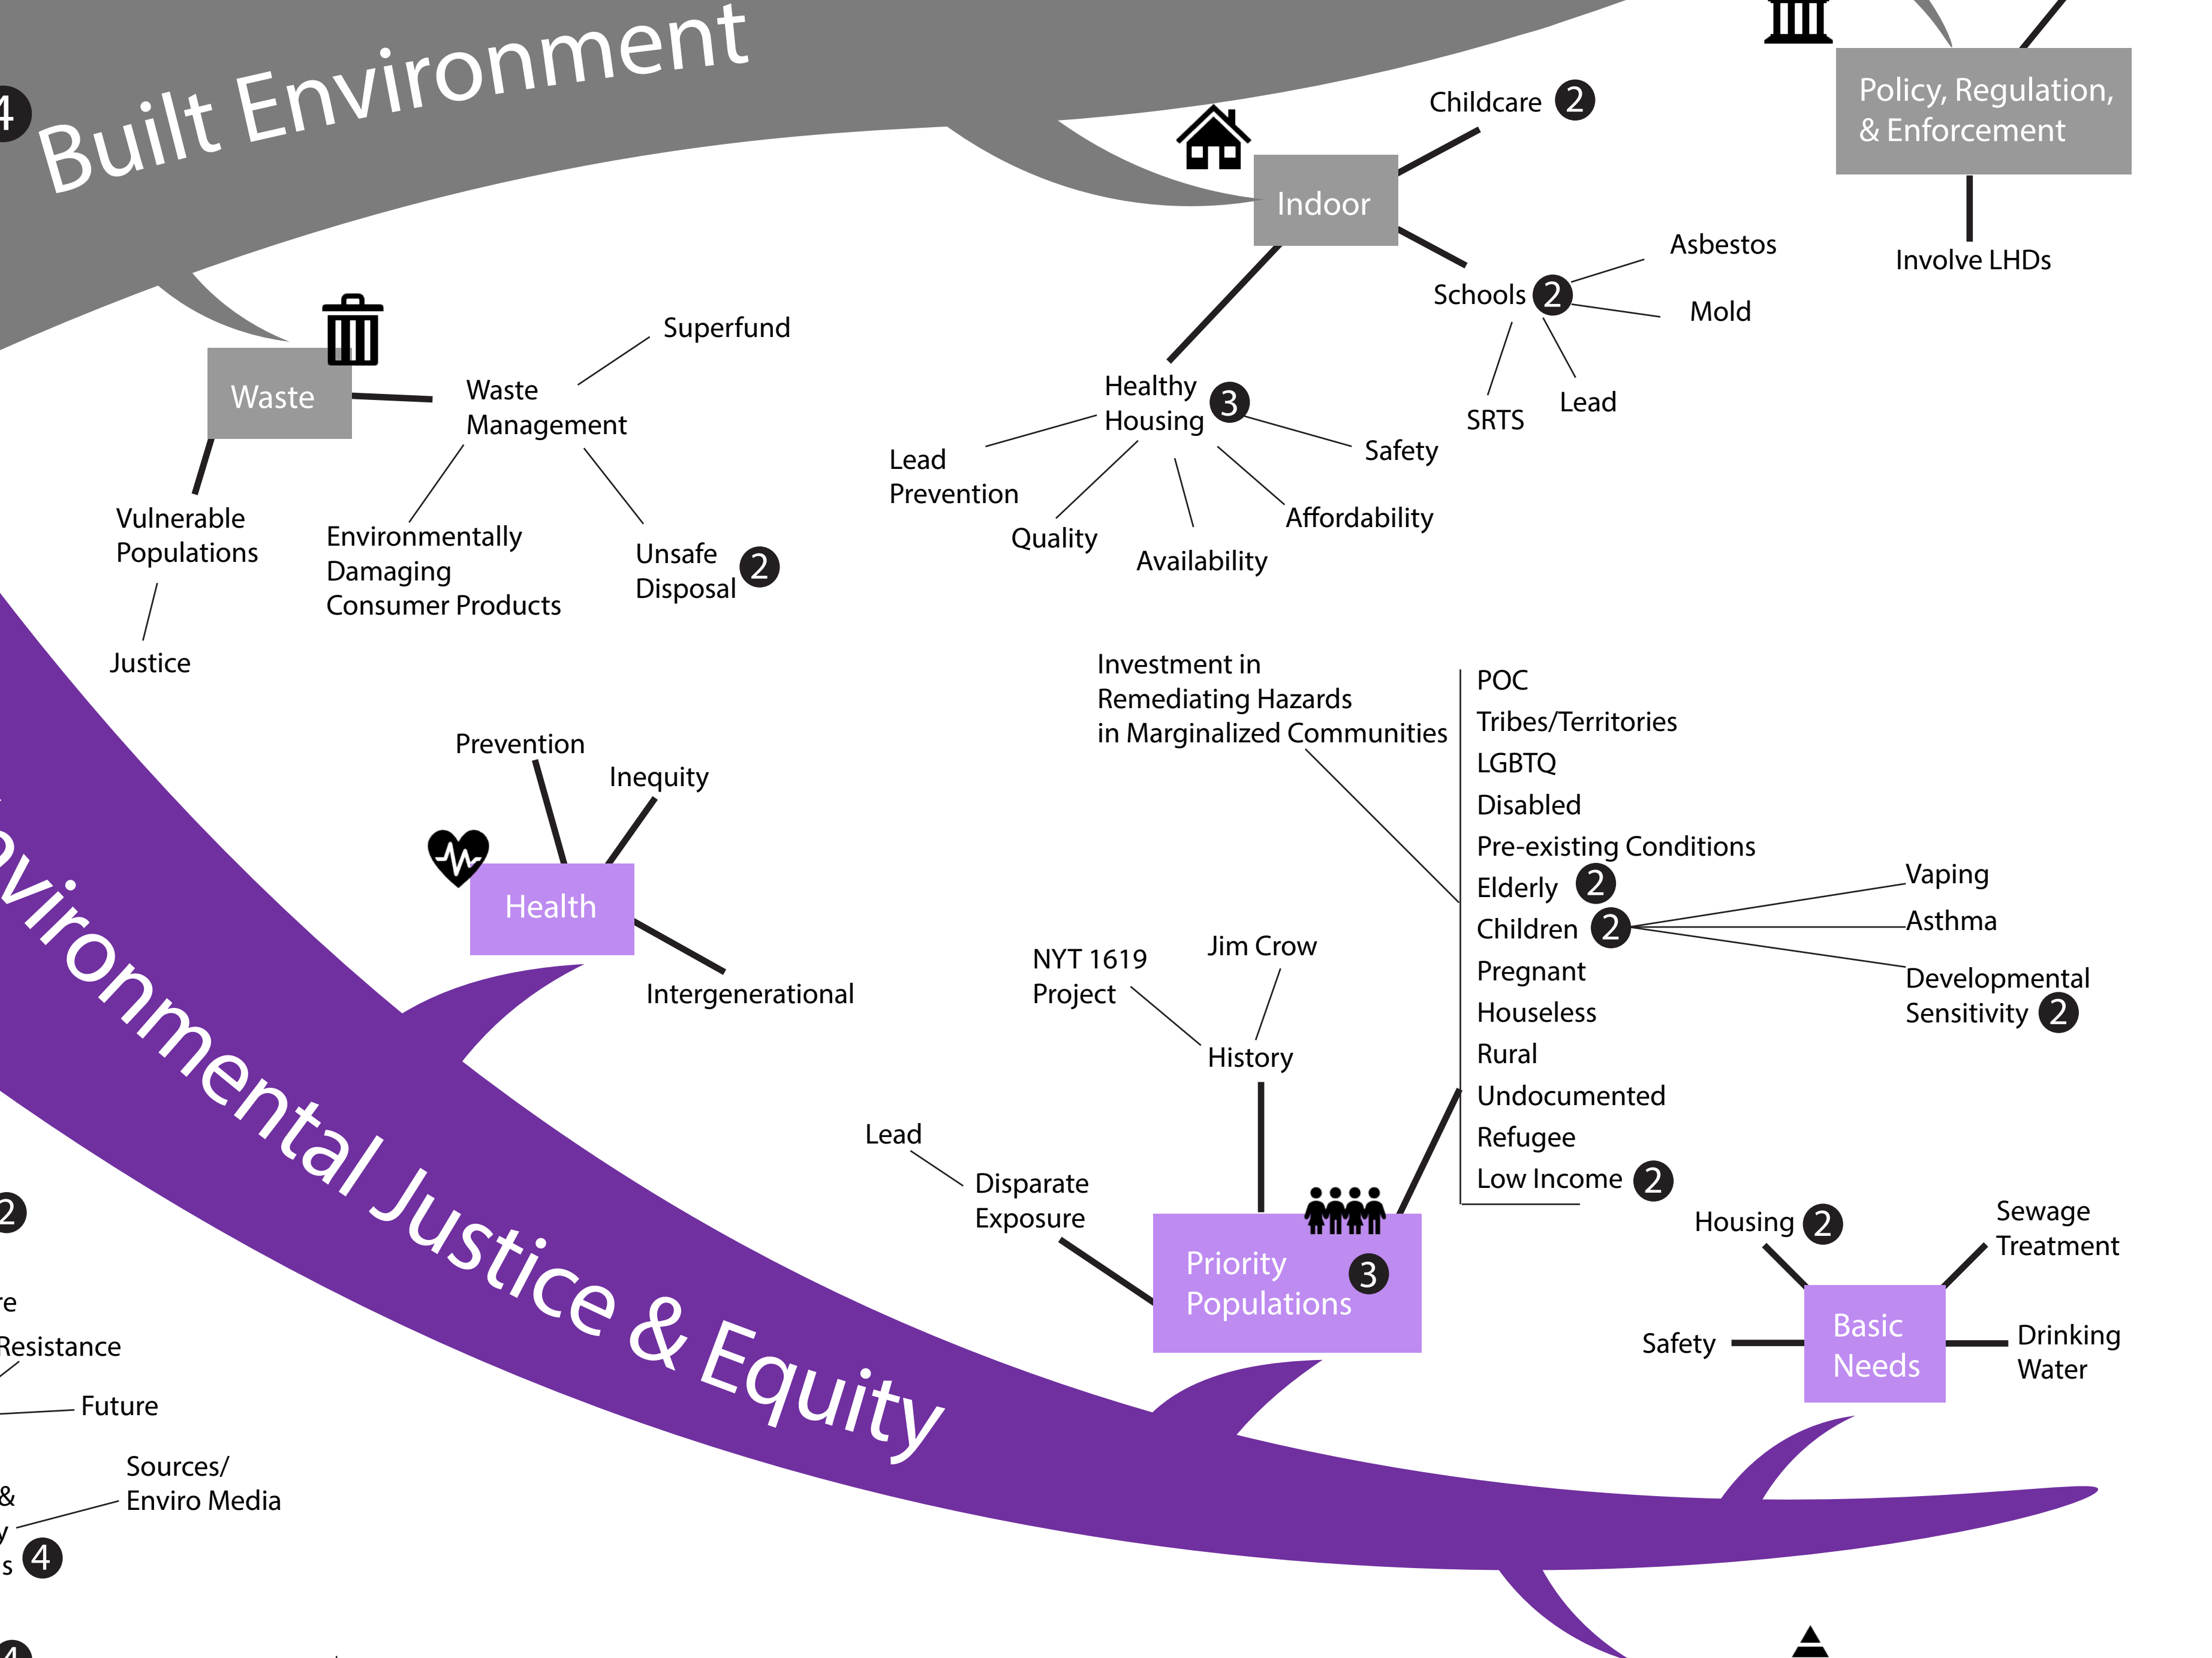 4
Built Environment
Policy, Regulation,
& Enforcement
Involve LHDs
Indoor
Childcare 2
Schools 2
Asbestos
Mold
Lead
SRTS
Healthy
Housing 3
Lead
Prevention
Quality
Availability
Affordability
Safety
Waste
Waste
Management
Superfund
Environmentally
Damaging
Consumer Products
Unsafe
Disposal 2
Vulnerable
Populations
Justice
Prevention
Inequity
Health
Intergenerational
Investment in
Remediating Hazards
in Marginalized Communities
POC
Tribes/Territories
LGBTQ
Disabled
Pre-existing Conditions
Elderly 2
Children 2
Pregnant
Houseless
Rural
Undocumented
Refugee
Low Income 2
Vaping
Asthma
Developmental
Sensitivity 2
NYT 1619
Project
Jim Crow
History
Lead
Disparate
Exposure
Priority
Populations 3
Housing 2
Sewage
Treatment
Safety
Basic
Needs
Drinking
Water
nvironmental Justice & Equity
2
re
Resistance
Future
Sources/
Enviro Media
&
y
s 4
4